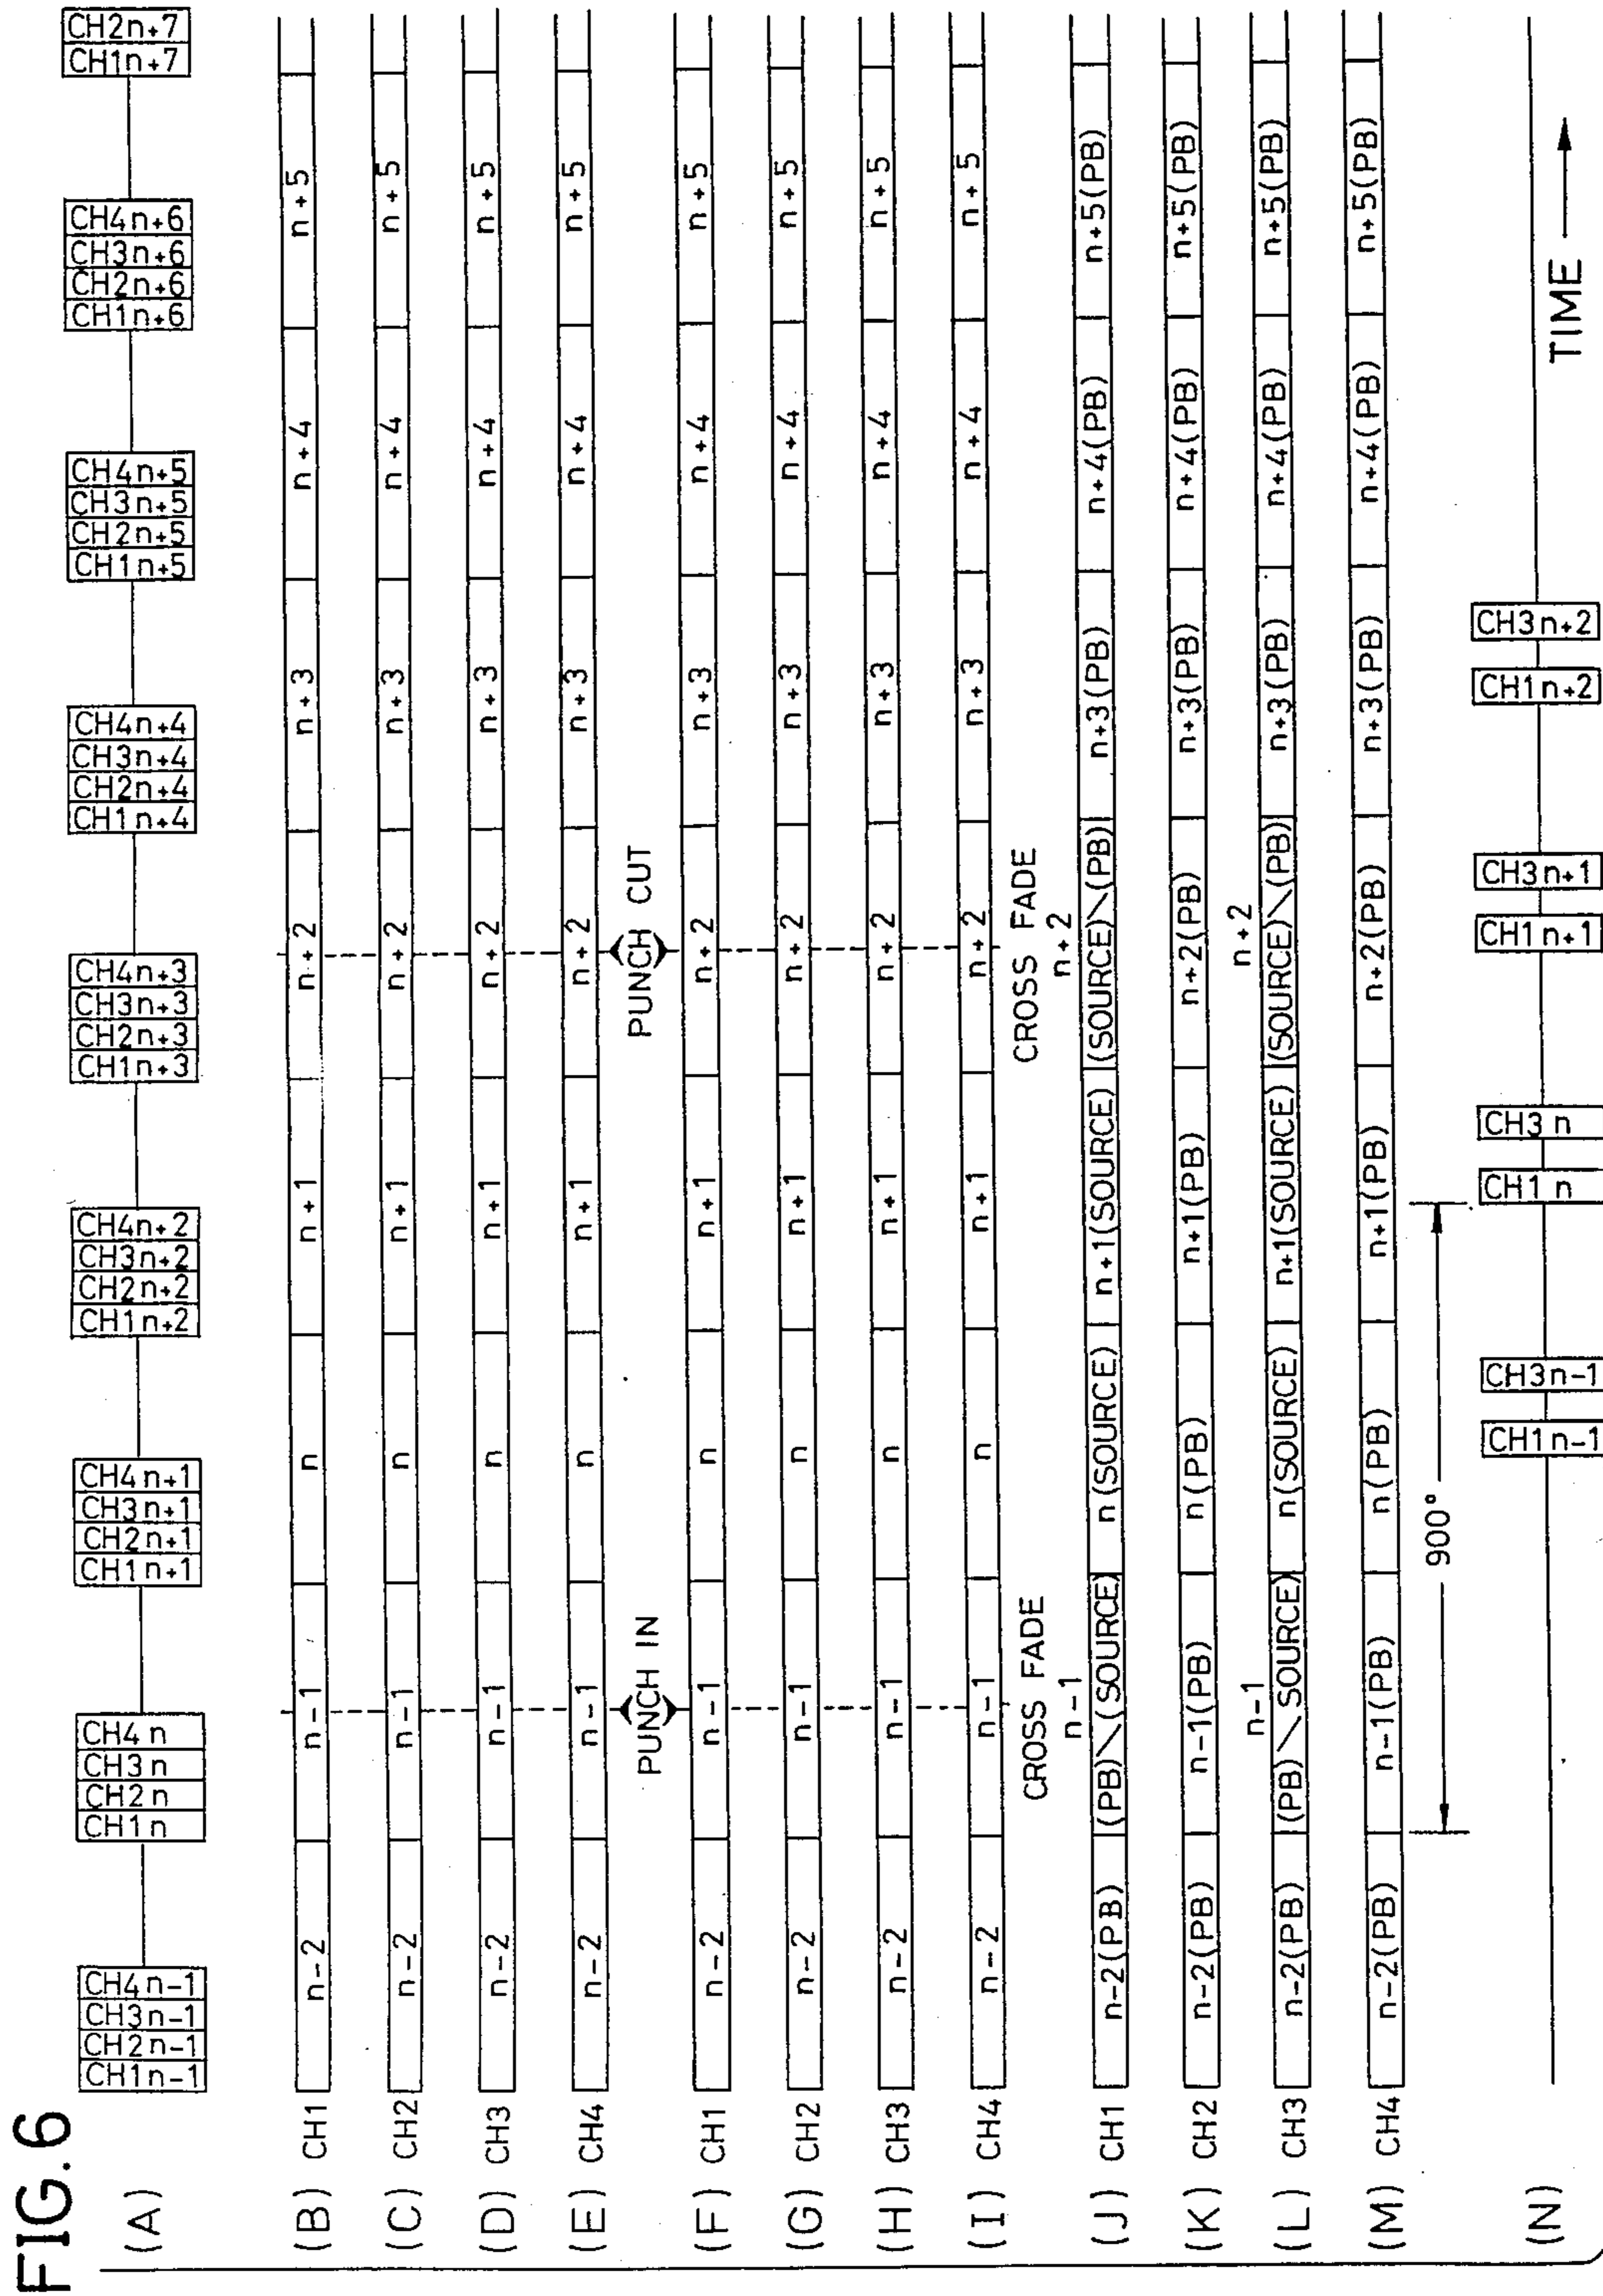 FIG.6
(A) CH1n-1 CH2n-1 CH3n-1 CH4n-1 CH1n CH2n CH3n CH4n CH1n+1 CH2n+1 CH3n+1 CH4n+1 CH1n+2 CH2n+2 CH3n+2 CH4n+2 CH1n+3 CH2n+3 CH3n+3 CH4n+3 CH1n+4 CH2n+4 CH3n+4 CH4n+4 CH1n+5 CH2n+5 CH3n+5 CH4n+5 CH1n+6 CH2n+6 CH3n+6 CH4n+6 CH1n+7 CH2n+7
(B) CH1 n-2 n-1 n n+1 n+2 n+3 n+4 n+5
(C) CH2 n-2 n-1 n n+1 n+2 n+3 n+4 n+5
(D) CH3 n-2 n-1 n n+1 n+2 n+3 n+4 n+5
(E) CH4 n-2 n-1 n n+1 n+2 n+3 n+4 n+5
PUNCH IN PUNCH CUT
(F) CH1 n-2 n-1 n n+1 n+2 n+3 n+4 n+5
(G) CH2 n-2 n-1 n n+1 n+2 n+3 n+4 n+5
(H) CH3 n-2 n-1 n n+1 n+2 n+3 n+4 n+5
(I) CH4 n-2 n-1 n n+1 n+2 n+3 n+4 n+5
CROSS FADE CROSS FADE
n-1 n+2
(J) CH1 n-2(PB) (PB)\(SOURCE) n(SOURCE) n+1(SOURCE) (SOURCE)\(PB) n+3(PB) n+4(PB) n+5(PB)
(K) CH2 n-2(PB) n-1(PB) n(PB) n+1(PB) n+2(PB) n+3(PB) n+4(PB) n+5(PB)
n-1 n+2
(L) CH3 n-2(PB) (PB)\SOURCE) n(SOURCE) n+1(SOURCE) (SOURCE)\(PB) n+3(PB) n+4(PB) n+5(PB)
(M) CH4 n-2(PB) n-1(PB) n(PB) n+1(PB) n+2(PB) n+3(PB) n+4(PB) n+5(PB)
900°
(N) CH1n-1 CH3n-1 CH1n CH3n CH1n+1 CH3n+1 CH1n+2 CH3n+2
TIME